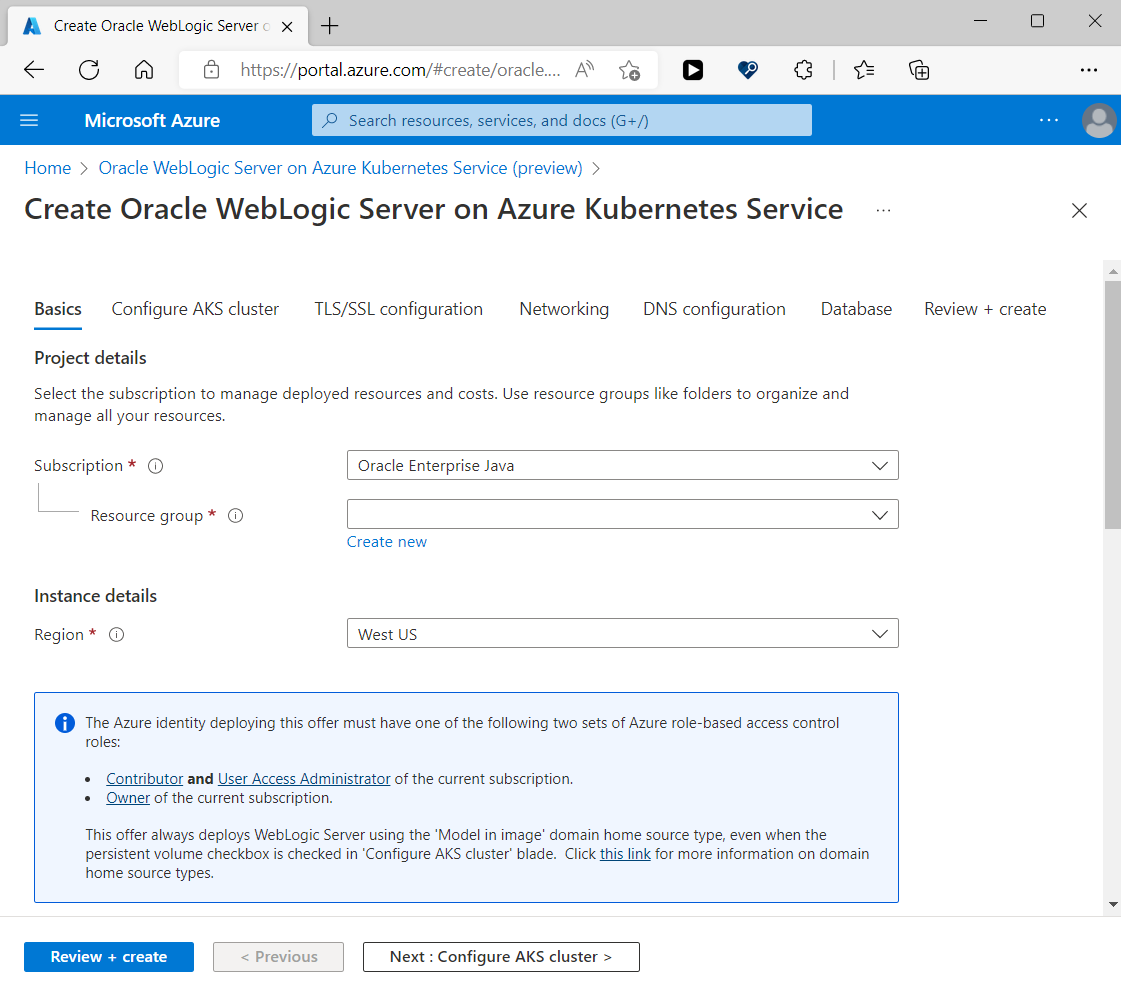 Create Oracle WebLogic Server
https://portal.azure.com/#create/oracle....
Microsoft Azure
Search resources, services, and docs (G+/)
Home > Oracle WebLogic Server on Azure Kubernetes Service (preview) >
Create Oracle WebLogic Server on Azure Kubernetes Service ...
Basics Configure AKS cluster TLS/SSL configuration Networking DNS configuration Database Review + create
Project details
Select the subscription to manage deployed resources and costs. Use resource groups like folders to organize and
manage all your resources.
Subscription * Oracle Enterprise Java
Resource group *
Create new
Instance details
Region * West US
The Azure identity deploying this offer must have one of the following two sets of Azure role-based access control
roles:
• Contributor and User Access Administrator of the current subscription.
• Owner of the current subscription.
This offer always deploys WebLogic Server using the 'Model in image' domain home source type, even when the
persistent volume checkbox is checked in 'Configure AKS cluster' blade. Click this link for more information on domain
home source types.
Review + create < Previous Next : Configure AKS cluster >